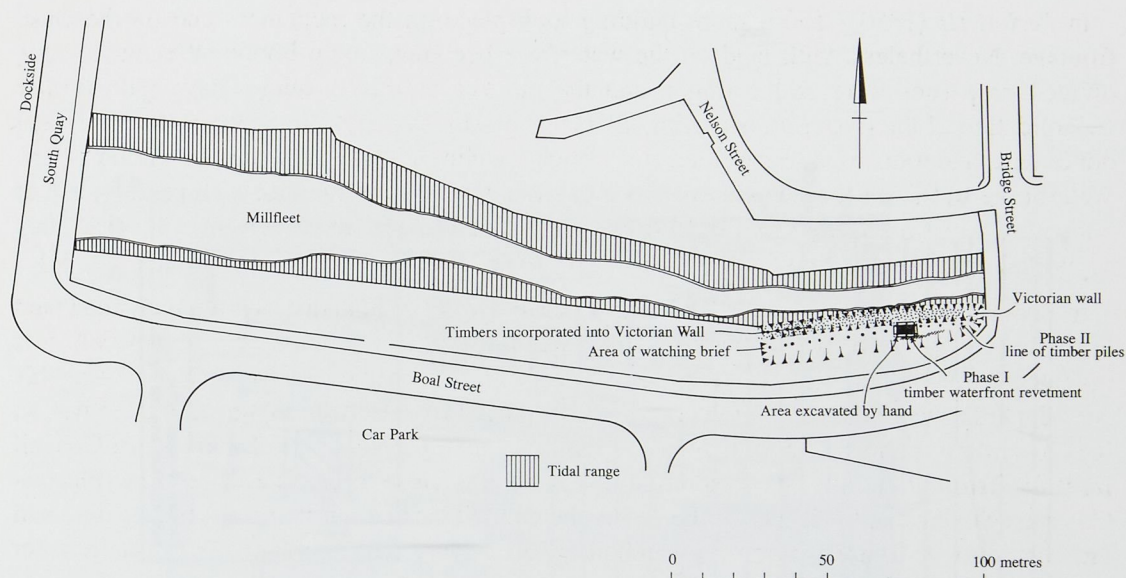 Dockside
South Quay
Nelson Street
Bridge Street
Millfleet
Victorian wall
Timbers incorporated into Victorian Wall
Area of watching brief
Phase II
line of timber piles
Phase I
timber waterfront revetment
Area excavated by hand
Boal Street
Car Park
Tidal range
0 50 100 metres